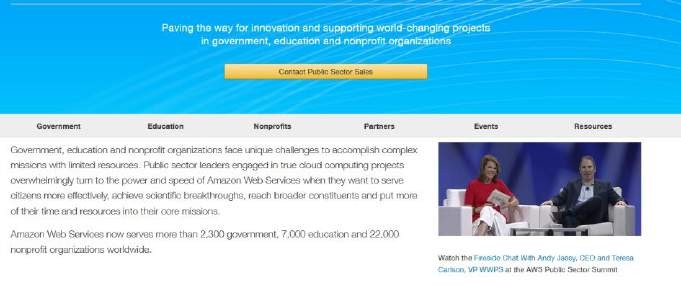 Paving the way for innovation and supporting world-changing projects
in government, education and nonprofit organizations
Contact Public Sector Sales
Government Education Nonprofits Partners Events Resources
Government, education and nonprofit organizations face unique challenges to accomplish complex
missions with limited resources. Public sector leaders engaged in true cloud computing projects
overwhelmingly turn to the power and speed of Amazon Web Services when they want to serve
citizens more effectively, achieve scientific breakthroughs, reach broader constituents and put more
of their time and resources into their core missions.
Amazon Web Services now serves more than 2,300 government, 7,000 education and 22,000
nonprofit organizations worldwide.
Watch the Fireside Chat With Andy Jassy, CEO and Teresa
Carlson, VP WWPS at the AWS Public Sector Summit